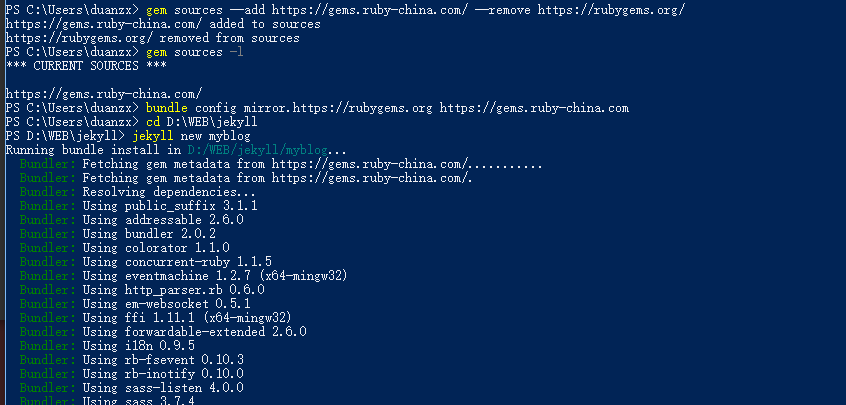 PS C:\Users\duanzx> gem sources --add https://gems.ruby-china.com/ --remove https://rubygems.org/
https://gems.ruby-china.com/ added to sources
https://rubygems.org/ removed from sources
PS C:\Users\duanzx> gem sources -l
*** CURRENT SOURCES ***
https://gems.ruby-china.com/
PS C:\Users\duanzx> bundle config mirror.https://rubygems.org https://gems.ruby-china.com
PS C:\Users\duanzx> cd D:\WEB\jekyll
PS D:\WEB\jekyll> jekyll new myblog
Running bundle install in D:/WEB/jekyll/myblog...
Bundler: Fetching gem metadata from https://gems.ruby-china.com/...........
Bundler: Fetching gem metadata from https://gems.ruby-china.com/.
Bundler: Resolving dependencies...
Bundler: Using public_suffix 3.1.1
Bundler: Using addressable 2.6.0
Bundler: Using bundler 2.0.2
Bundler: Using colorator 1.1.0
Bundler: Using concurrent-ruby 1.1.5
Bundler: Using eventmachine 1.2.7 (x64-mingw32)
Bundler: Using http_parser.rb 0.6.0
Bundler: Using em-websocket 0.5.1
Bundler: Using ffi 1.11.1 (x64-mingw32)
Bundler: Using forwardable-extended 2.6.0
Bundler: Using i18n 0.9.5
Bundler: Using rb-fsevent 0.10.3
Bundler: Using rb-inotify 0.10.0
Bundler: Using sass-listen 4.0.0
Bundler: Using sass 3.7.4